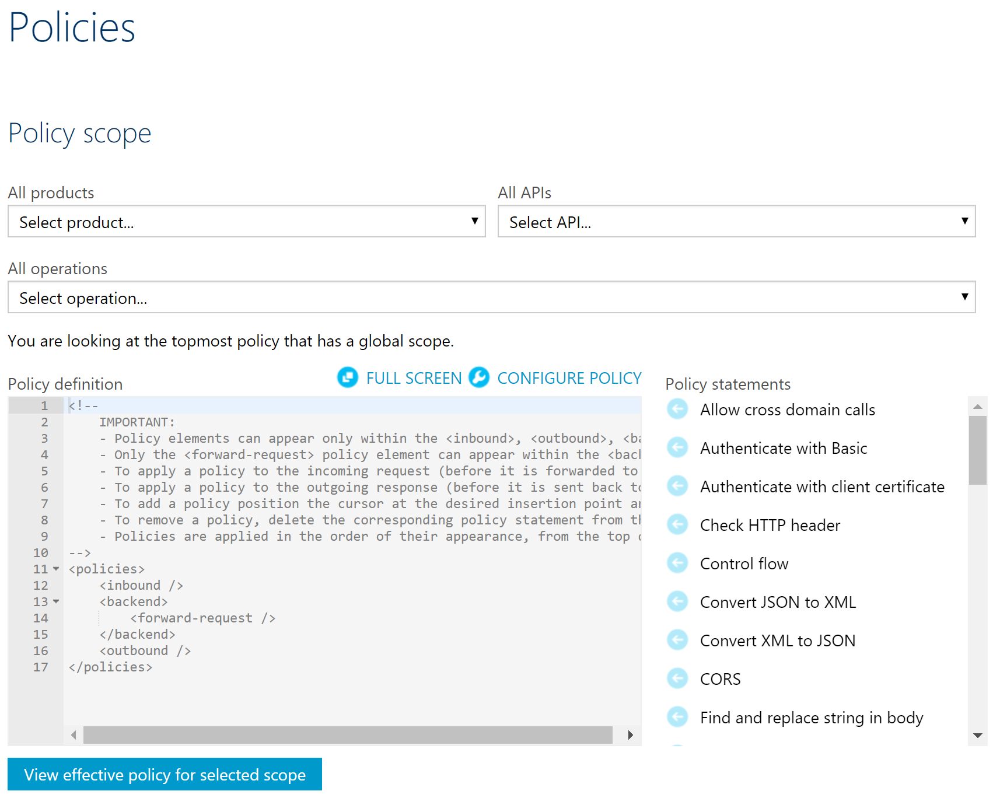 Policies
Policy scope
All products
Select product...
All APIs
Select API...
All operations
Select operation...
You are looking at the topmost policy that has a global scope.
Policy definition
FULL SCREEN
CONFIGURE POLICY
1 <!--
2 IMPORTANT:
3 - Policy elements can appear only within the <inbound>, <outbound>, <ba
4 - Only the <forward-request> policy element can appear within the <back
5 - To apply a policy to the incoming request (before it is forwarded to
6 - To apply a policy to the outgoing response (before it is sent back to
7 - To add a policy position the cursor at the desired insertion point an
8 - To remove a policy, delete the corresponding policy statement from th
9 - Policies are applied in the order of their appearance, from the top
10 -->
11 <policies>
12 <inbound />
13 <backend>
14 <forward-request />
15 </backend>
16 <outbound />
17 </policies>
Policy statements
Allow cross domain calls
Authenticate with Basic
Authenticate with client certificate
Check HTTP header
Control flow
Convert JSON to XML
Convert XML to JSON
CORS
Find and replace string in body
View effective policy for selected scope